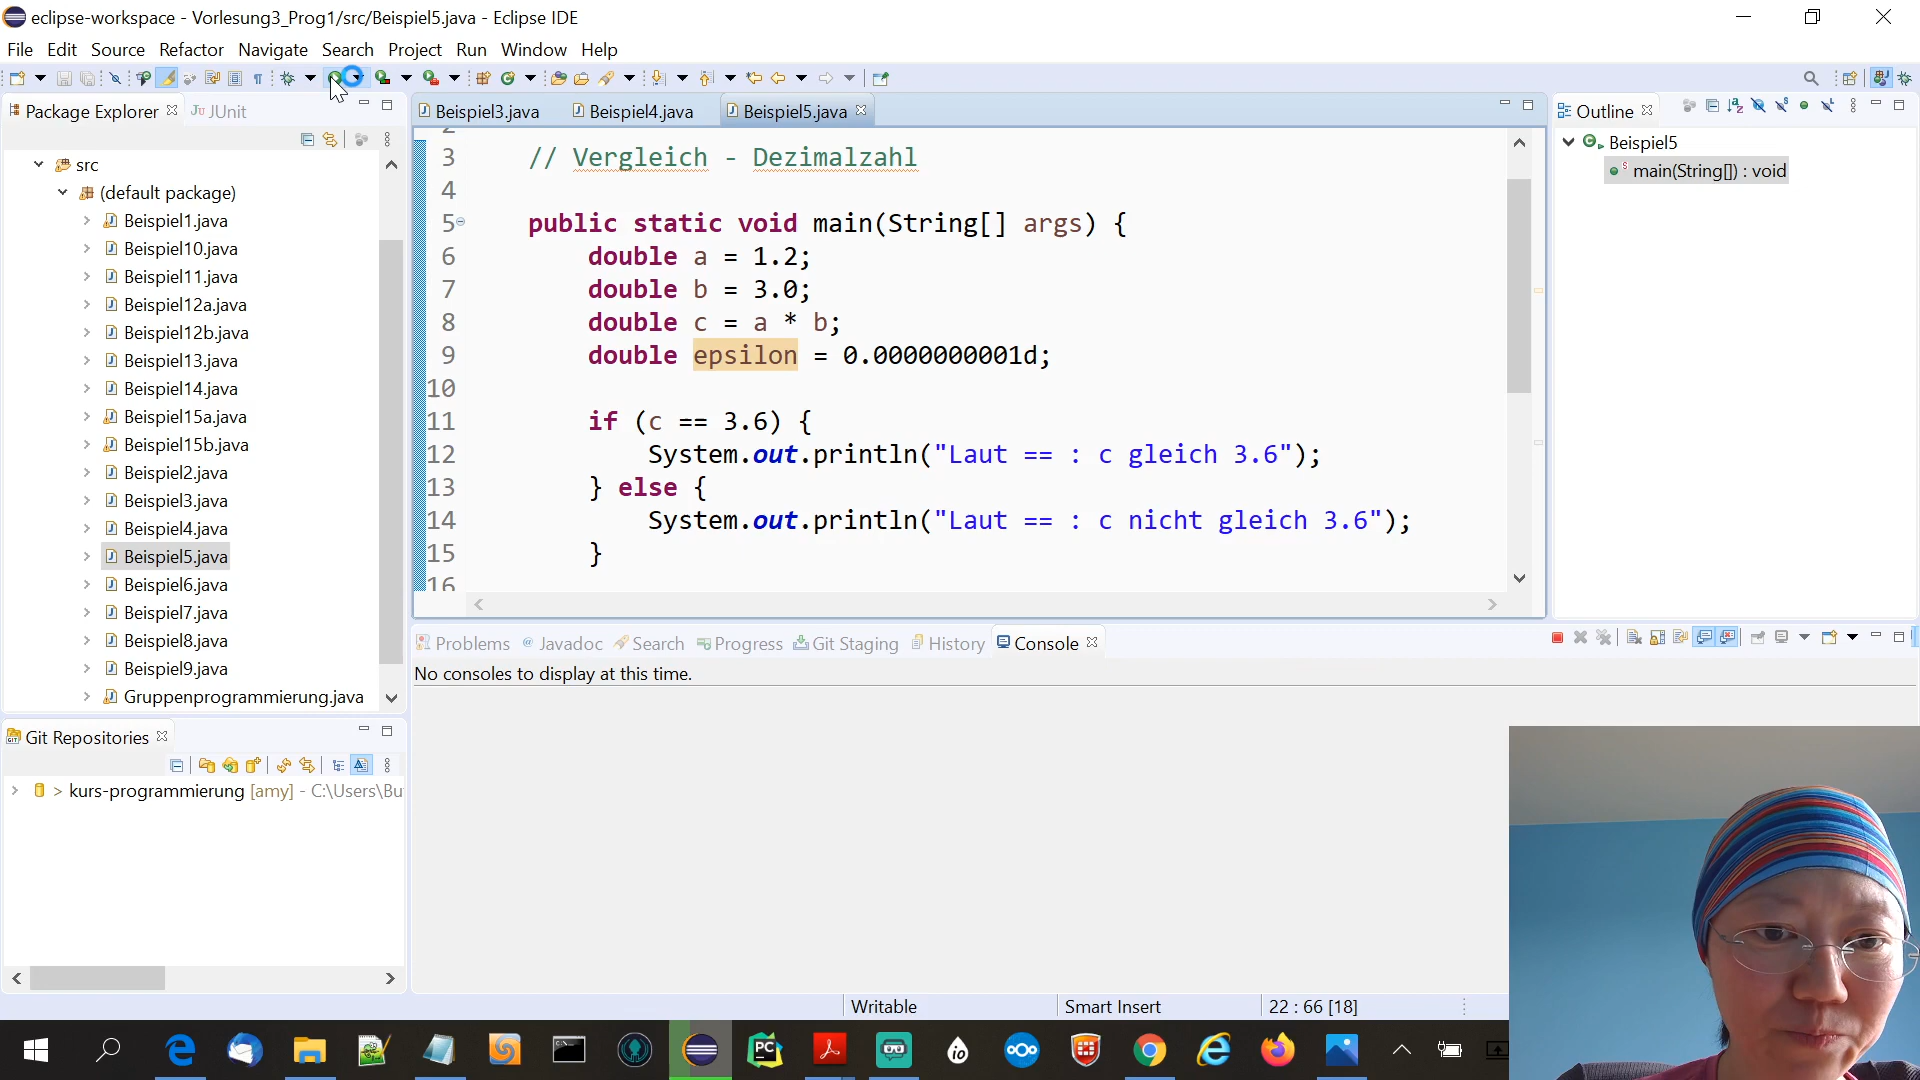 eclipse-workspace - Vorlesung3_Prog1/src/Beispiel5.java - Eclipse IDE
File Edit Source Refactor Navigate Search Project Run Window Help
Package Explorer
JUnit
src
(default package)
Beispiel1.java
Beispiel10.java
Beispiel11.java
Beispiel12a.java
Beispiel12b.java
Beispiel13.java
Beispiel14.java
Beispiel15a.java
Beispiel15b.java
Beispiel2.java
Beispiel3.java
Beispiel4.java
Beispiel5.java
Beispiel6.java
Beispiel7.java
Beispiel8.java
Beispiel9.java
Gruppenprogrammierung.java
Git Repositories
> kurs-programmierung [amy] - C:\Users\Bu
Beispiel3.java Beispiel4.java Beispiel5.java
3 // Vergleich - Dezimalzahl
4
5 public static void main(String[] args) {
6 double a = 1.2;
7 double b = 3.0;
8 double c = a * b;
9 double epsilon = 0.0000000001d;
10
11 if (c == 3.6) {
12 System.out.println("Laut == : c gleich 3.6");
13 } else {
14 System.out.println("Laut == : c nicht gleich 3.6");
15 }
16
Outline
Beispiel5
main(String[]) : void
Problems @ Javadoc Search Progress Git Staging History Console
No consoles to display at this time.
Writable Smart Insert 22 : 66 [18]
PC
io